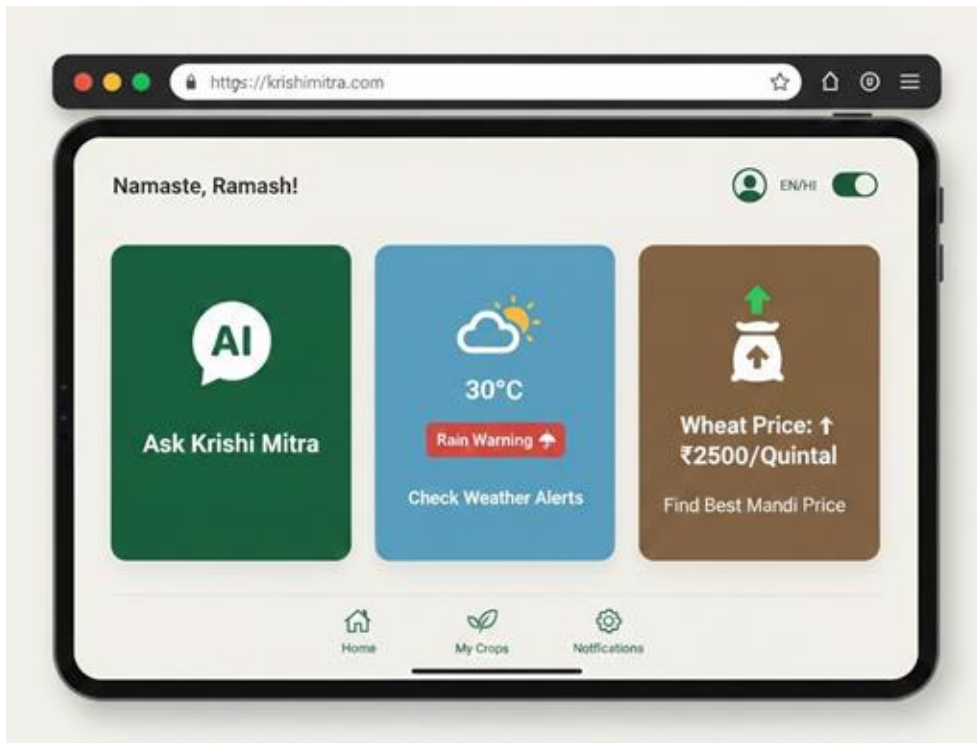 https://krishimitra.com
Namaste, Ramash!
EN/HI
AI
Ask Krishi Mitra
30°C
Rain Warning
Check Weather Alerts
Wheat Price: ↑
₹2500/Quintal
Find Best Mandi Price
Home
My Crops
Notfications